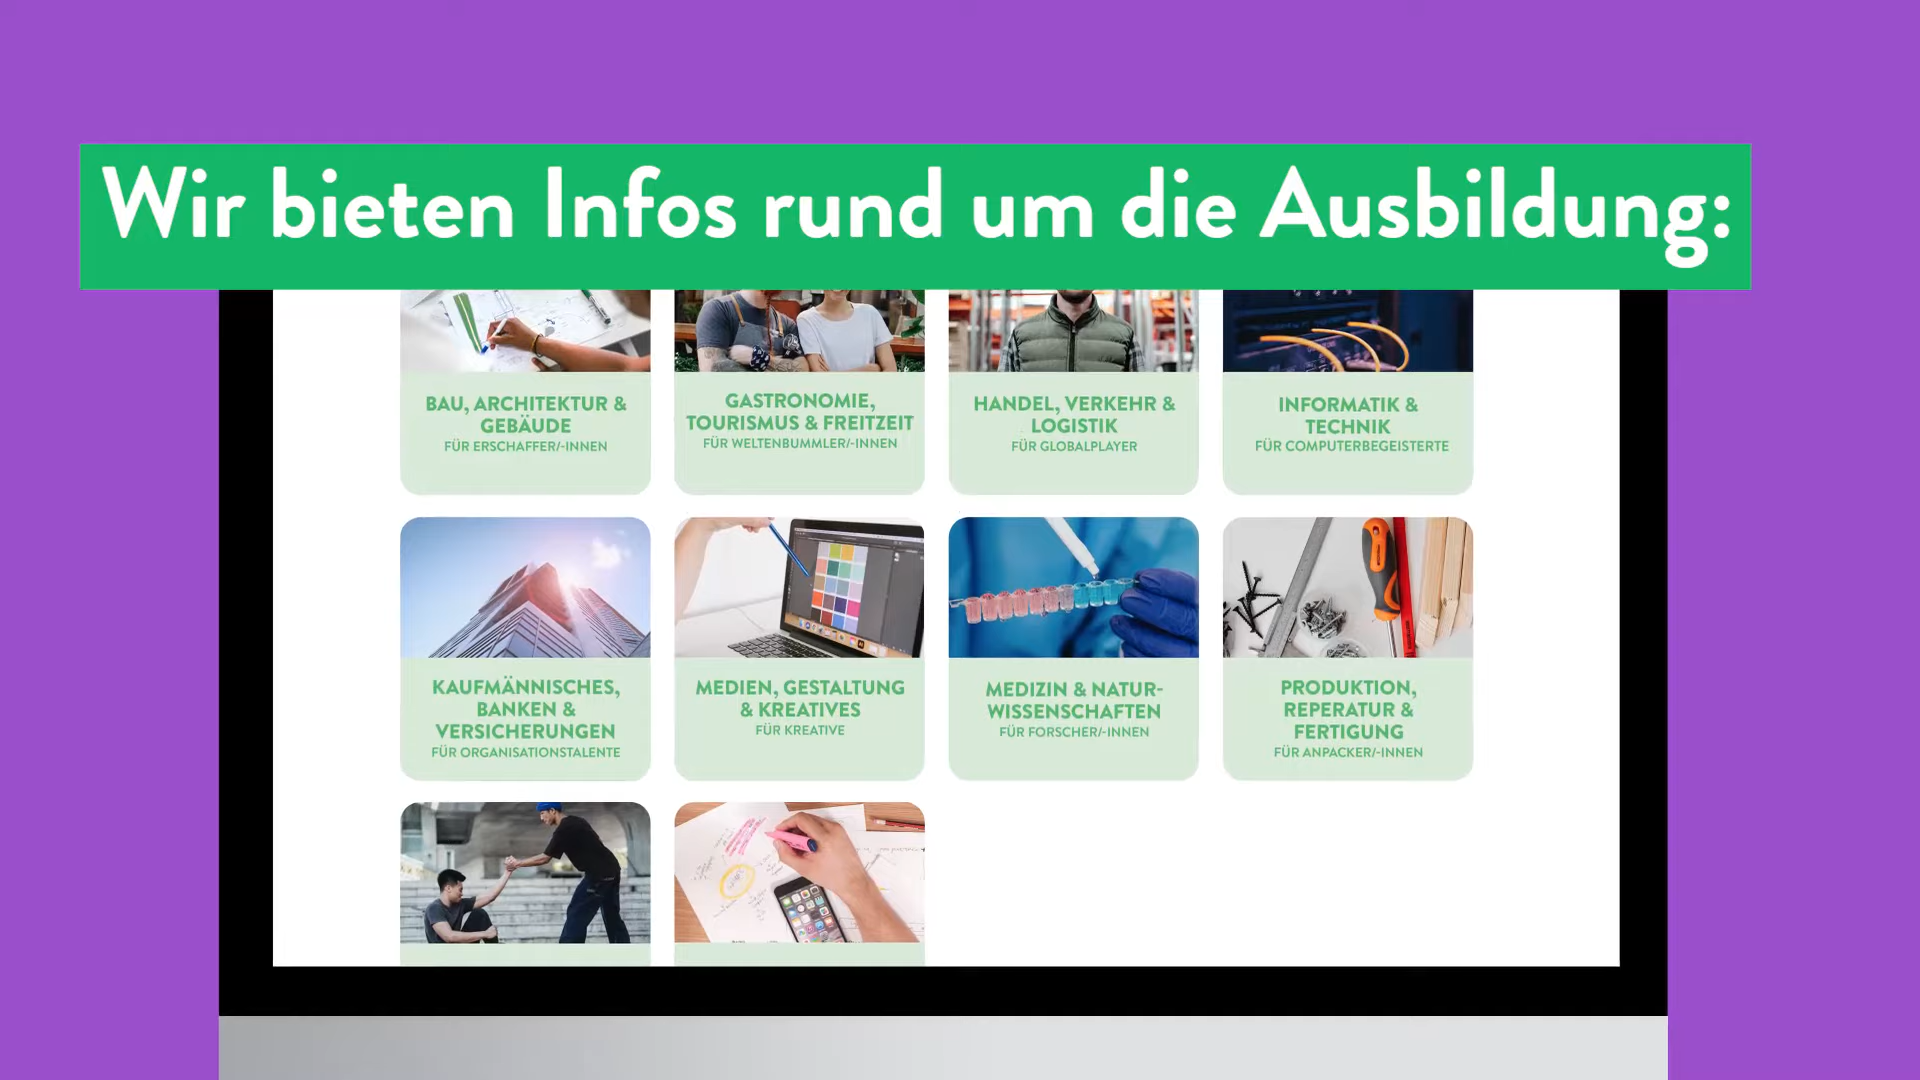 Wir bieten Infos rund um die Ausbildung:
BAU, ARCHITEKTUR &
GEBÄUDE
FÜR ERSCHAFFER/-INNEN
GASTRONOMIE,
TOURISMUS & FREITZEIT
FÜR WELTENBUMMLER/-INNEN
HANDEL, VERKEHR &
LOGISTIK
FÜR GLOBALPLAYER
INFORMATIK &
TECHNIK
FÜR COMPUTERBEGEISTERTE
KAUFMÄNNISCHES,
BANKEN &
VERSICHERUNGEN
FÜR ORGANISATIONSTALENTE
MEDIEN, GESTALTUNG
& KREATIVES
FÜR KREATIVE
MEDIZIN & NATUR-
WISSENSCHAFTEN
FÜR FORSCHER/-INNEN
PRODUKTION,
REPERATUR &
FERTIGUNG
FÜR ANPACKER/-INNEN